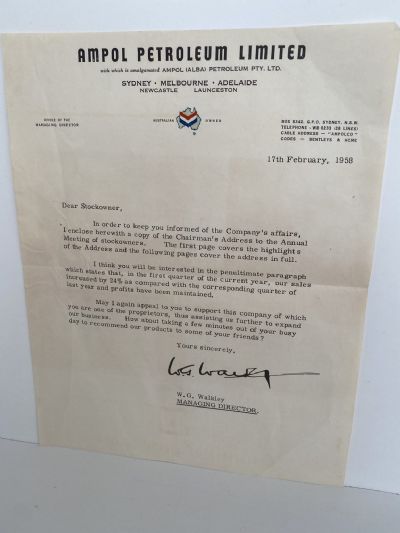 AMPOL PETROLEUM LIMITED
with which is amalgamated AMPOL (ALBA) PETROLEUM PTY. LTD.
SYDNEY · MELBOURNE · ADELAIDE
NEWCASTLE LAUNCESTON
OFFICE OF THE
MANAGING DIRECTOR
AUSTRALIAN OWNED
BOX 5342. G.P.O. SYDNEY, N.S.W.
TELEPHONE - WB 0233 (28 LINES)
CABLE ADDRESS — "AMPOLCO"
CODES — BENTLEYS & ACME
17th February, 1958
Dear Stockowner,
In order to keep you informed of the Company's affairs,
I enclose herewith a copy of the Chairman's Address to the Annual
Meeting of stockowners. The first page covers the highlights
of the Address and the following pages cover the address in full.
I think you will be interested in the penultimate paragraph
which states that, in the first quarter of the current year, our sales
increased by 24% as compared with the corresponding quarter of
last year and profits have been maintained.
May I again appeal to you to support this company of which
you are one of the proprietors, thus assisting us further to expand
our business. How about taking a few minutes out of your busy
day to recommend our products to some of your friends?
Yours sincerely,
W.G. Walkley
W.G. Walkley
MANAGING DIRECTOR.